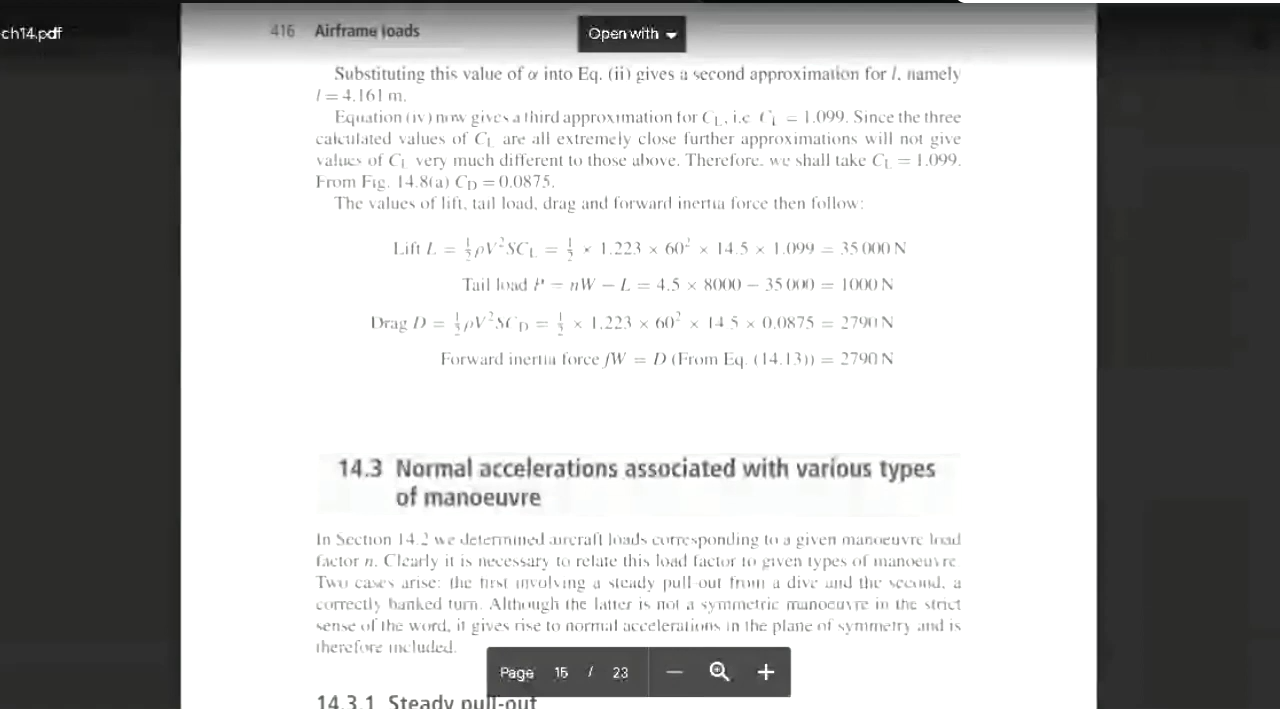 ch14.pdf
416 Airframe loads
Open with
Substituting this value of α into Eq. (ii) gives a second approximation for l, namely
l = 4.161 m.
Equation (iv) now gives a third approximation for C_L, i.e. C_L = 1.099. Since the three
calculated values of C_L are all extremely close further approximations will not give
values of C_L very much different to those above. Therefore, we shall take C_L = 1.099.
From Fig. 14.8(a) C_D = 0.0875.
The values of lift, tail load, drag and forward inertia force then follow:
Lift L = ½ρV²SC_L = ½ × 1.223 × 60² × 14.5 × 1.099 = 35 000 N
Tail load P = nW − L = 4.5 × 8000 − 35 000 = 1000 N
Drag D = ½ρV²SC_D = ½ × 1.223 × 60² × 14.5 × 0.0875 = 2790 N
Forward inertia force fW = D (From Eq. (14.13)) = 2790 N
14.3 Normal accelerations associated with various types
of manoeuvre
In Section 14.2 we determined aircraft loads corresponding to a given manoeuvre load
factor n. Clearly it is necessary to relate this load factor to given types of manoeuvre.
Two cases arise: the first involving a steady pull-out from a dive and the second, a
correctly banked turn. Although the latter is not a symmetric manoeuvre in the strict
sense of the word, it gives rise to normal accelerations in the plane of symmetry and is
therefore included.
Page 16 / 23
14.3.1 Steady pull-out